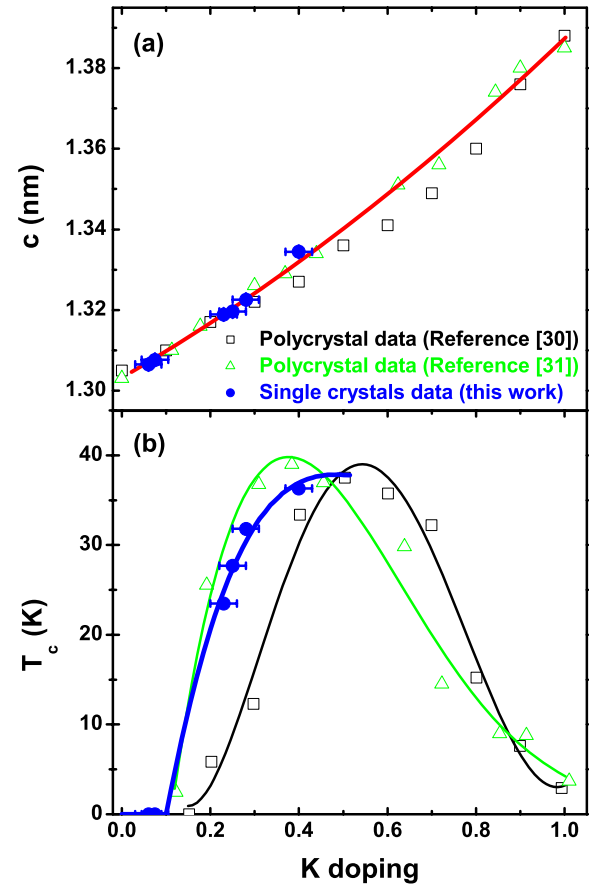 (a)
1.38
1.36
1.34
1.32
1.30
c (nm)
Polycrystal data (Reference [30])
Polycrystal data (Reference [31])
Single crystals data (this work)
(b)
40
30
20
10
0
T_c (K)
0.0 0.2 0.4 0.6 0.8 1.0
K doping